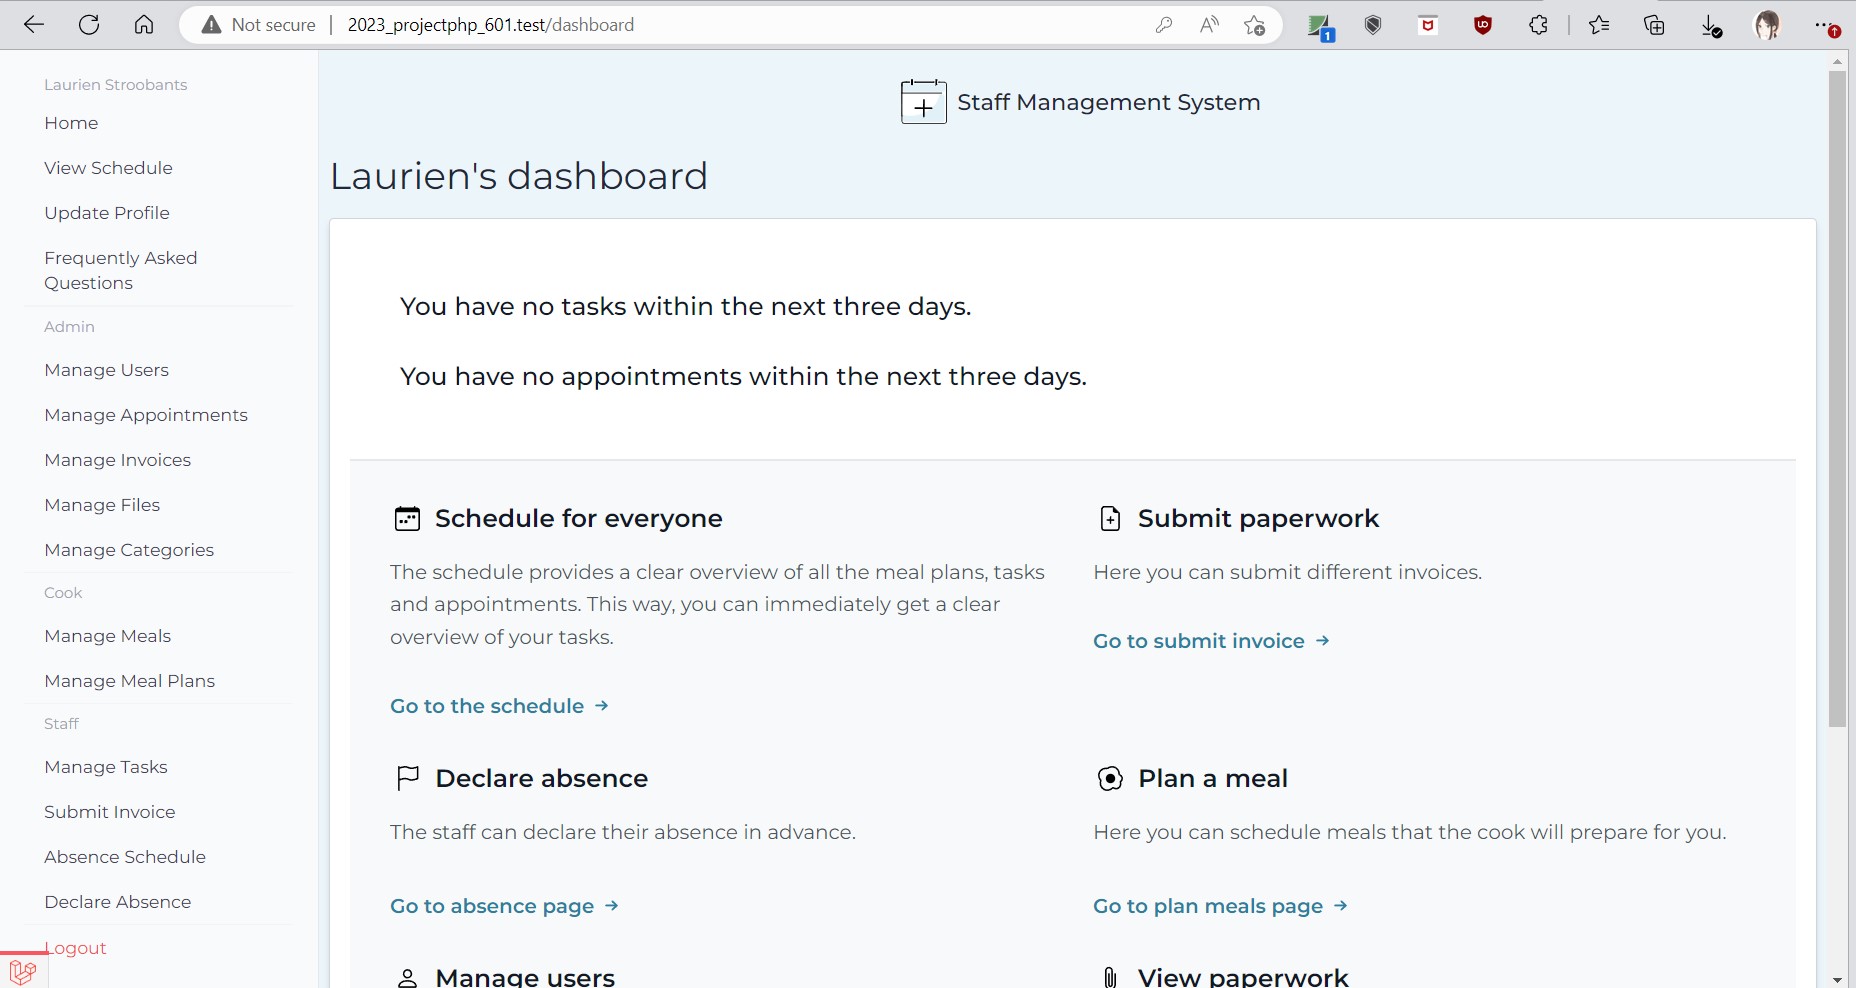 Not secure | 2023_projectphp_601.test/dashboard
1
Laurien Stroobants
Home
View Schedule
Update Profile
Frequently Asked
Questions
Admin
Manage Users
Manage Appointments
Manage Invoices
Manage Files
Manage Categories
Cook
Manage Meals
Manage Meal Plans
Staff
Manage Tasks
Submit Invoice
Absence Schedule
Declare Absence
Logout
Staff Management System
Laurien's dashboard
You have no tasks within the next three days.
You have no appointments within the next three days.
Schedule for everyone
The schedule provides a clear overview of all the meal plans, tasks
and appointments. This way, you can immediately get a clear
overview of your tasks.
Go to the schedule →
Submit paperwork
Here you can submit different invoices.
Go to submit invoice →
Declare absence
The staff can declare their absence in advance.
Go to absence page →
Plan a meal
Here you can schedule meals that the cook will prepare for you.
Go to plan meals page →
Manage users
View paperwork